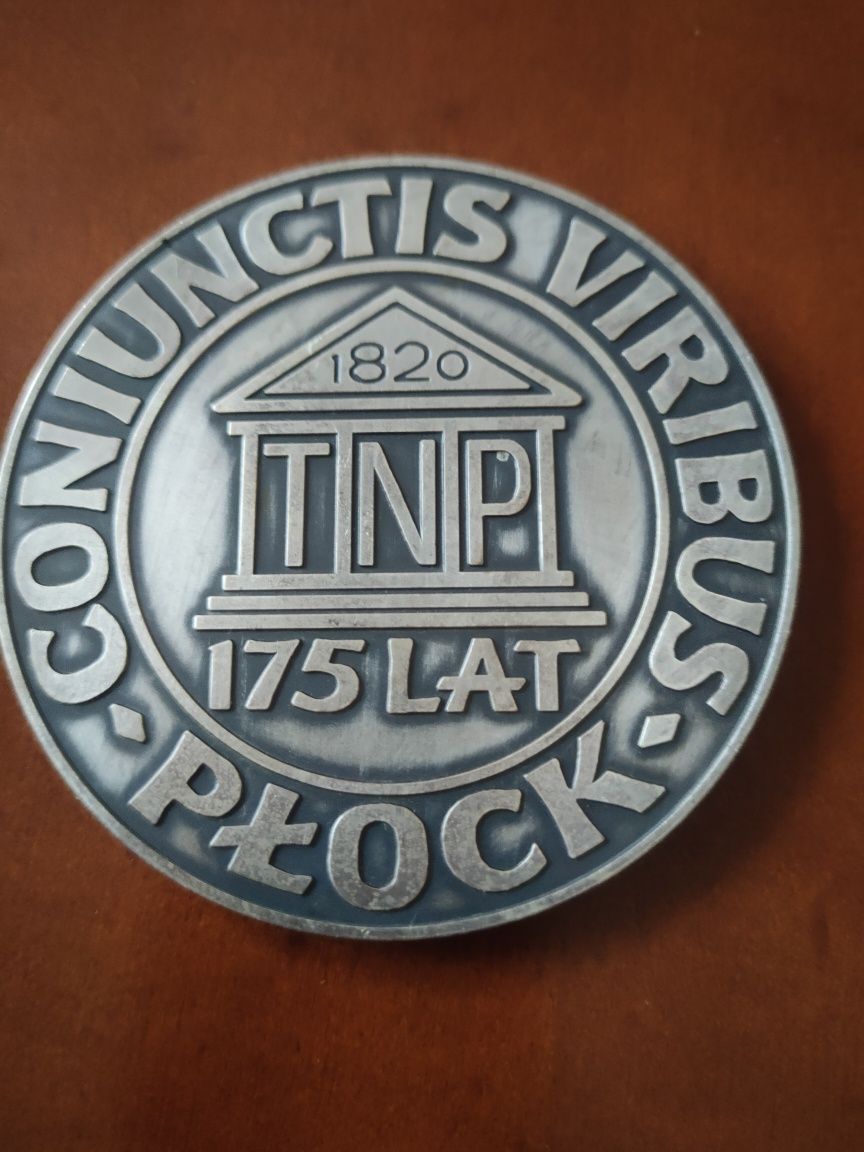 CONIUNCTIS VIRIBUS
1820
TNP
175 LAT
PŁOCK